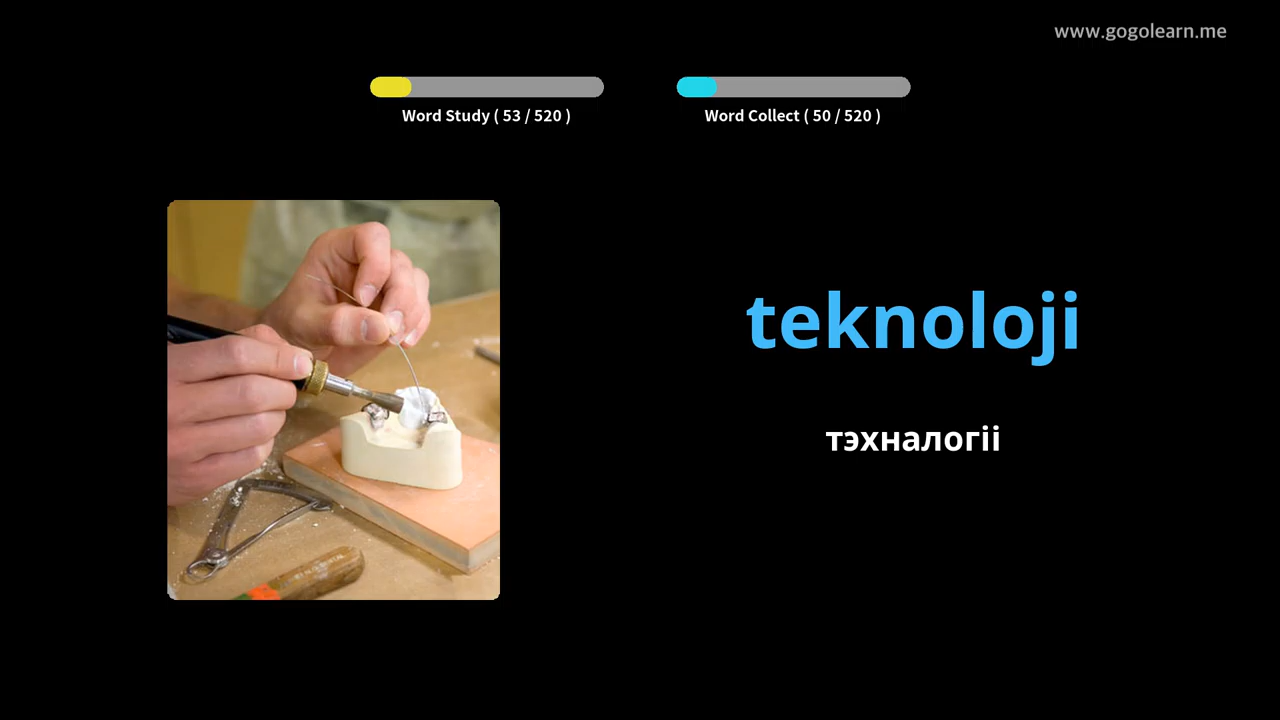 www.gogolearn.me
Word Study ( 53 / 520 )
Word Collect ( 50 / 520 )
teknoloji
тэхналогіі